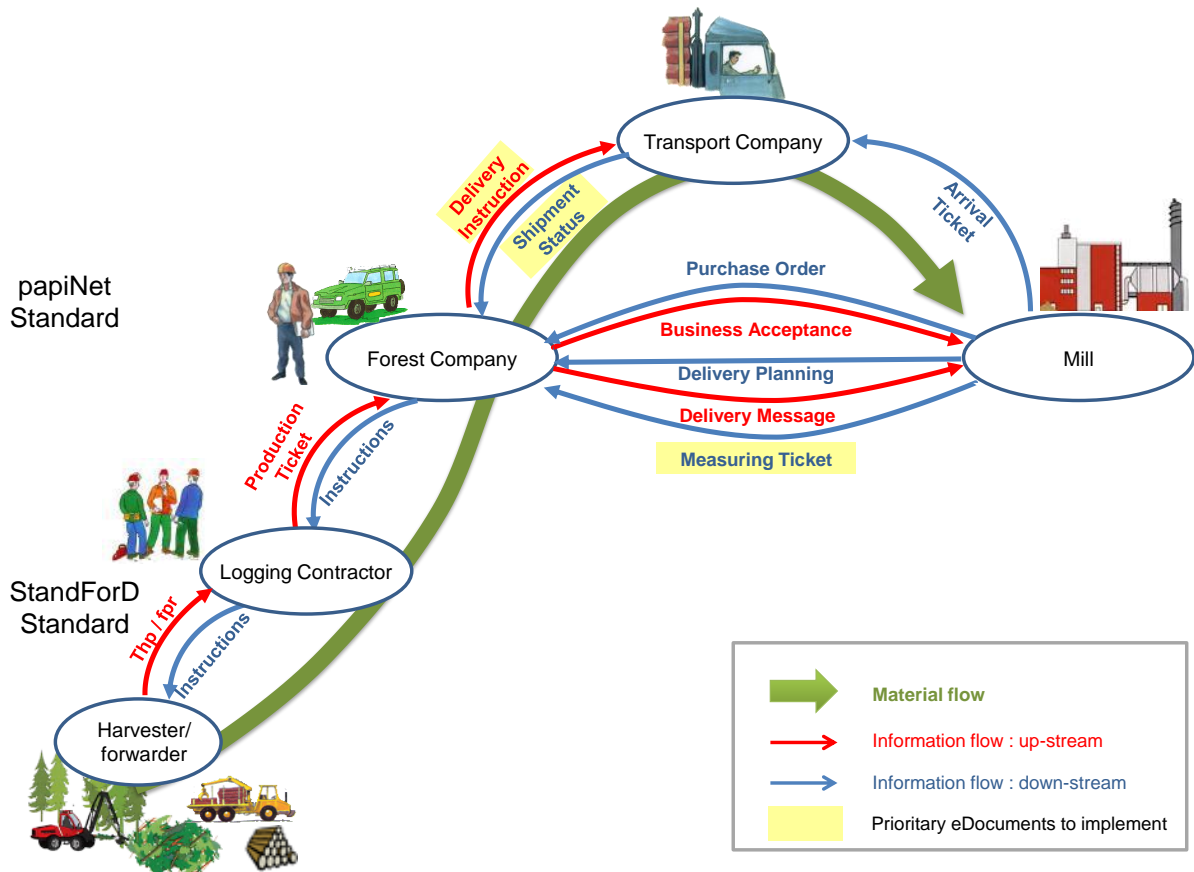 Transport Company
Delivery
Instruction
Shipment
Status
Arrival
Ticket
papiNet
Standard
Purchase Order
Business Acceptance
Forest Company
Mill
Delivery Planning
Delivery Message
Measuring Ticket
Production
Ticket
Instructions
Logging Contractor
StandForD
Standard
Thp / fpr
Instructions
Harvester/
forwarder
Material flow
Information flow : up-stream
Information flow : down-stream
Prioritary eDocuments to implement